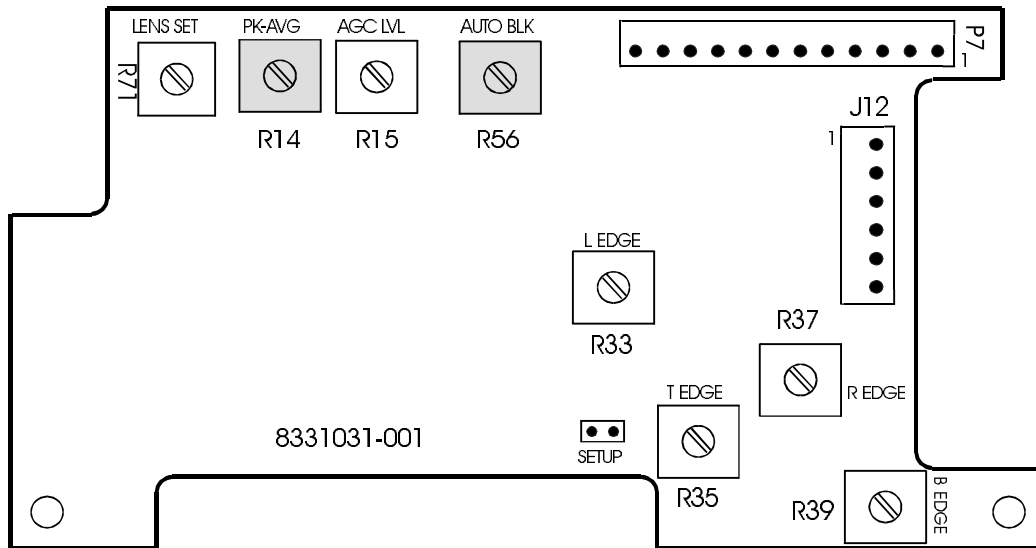 LENS SET
PK-AVG
AGC LVL
AUTO BLK
P7
1
R71
R14
R15
R56
J12
1
L EDGE
R33
R37
R EDGE
T EDGE
8331031-001
SETUP
R35
R39
B EDGE